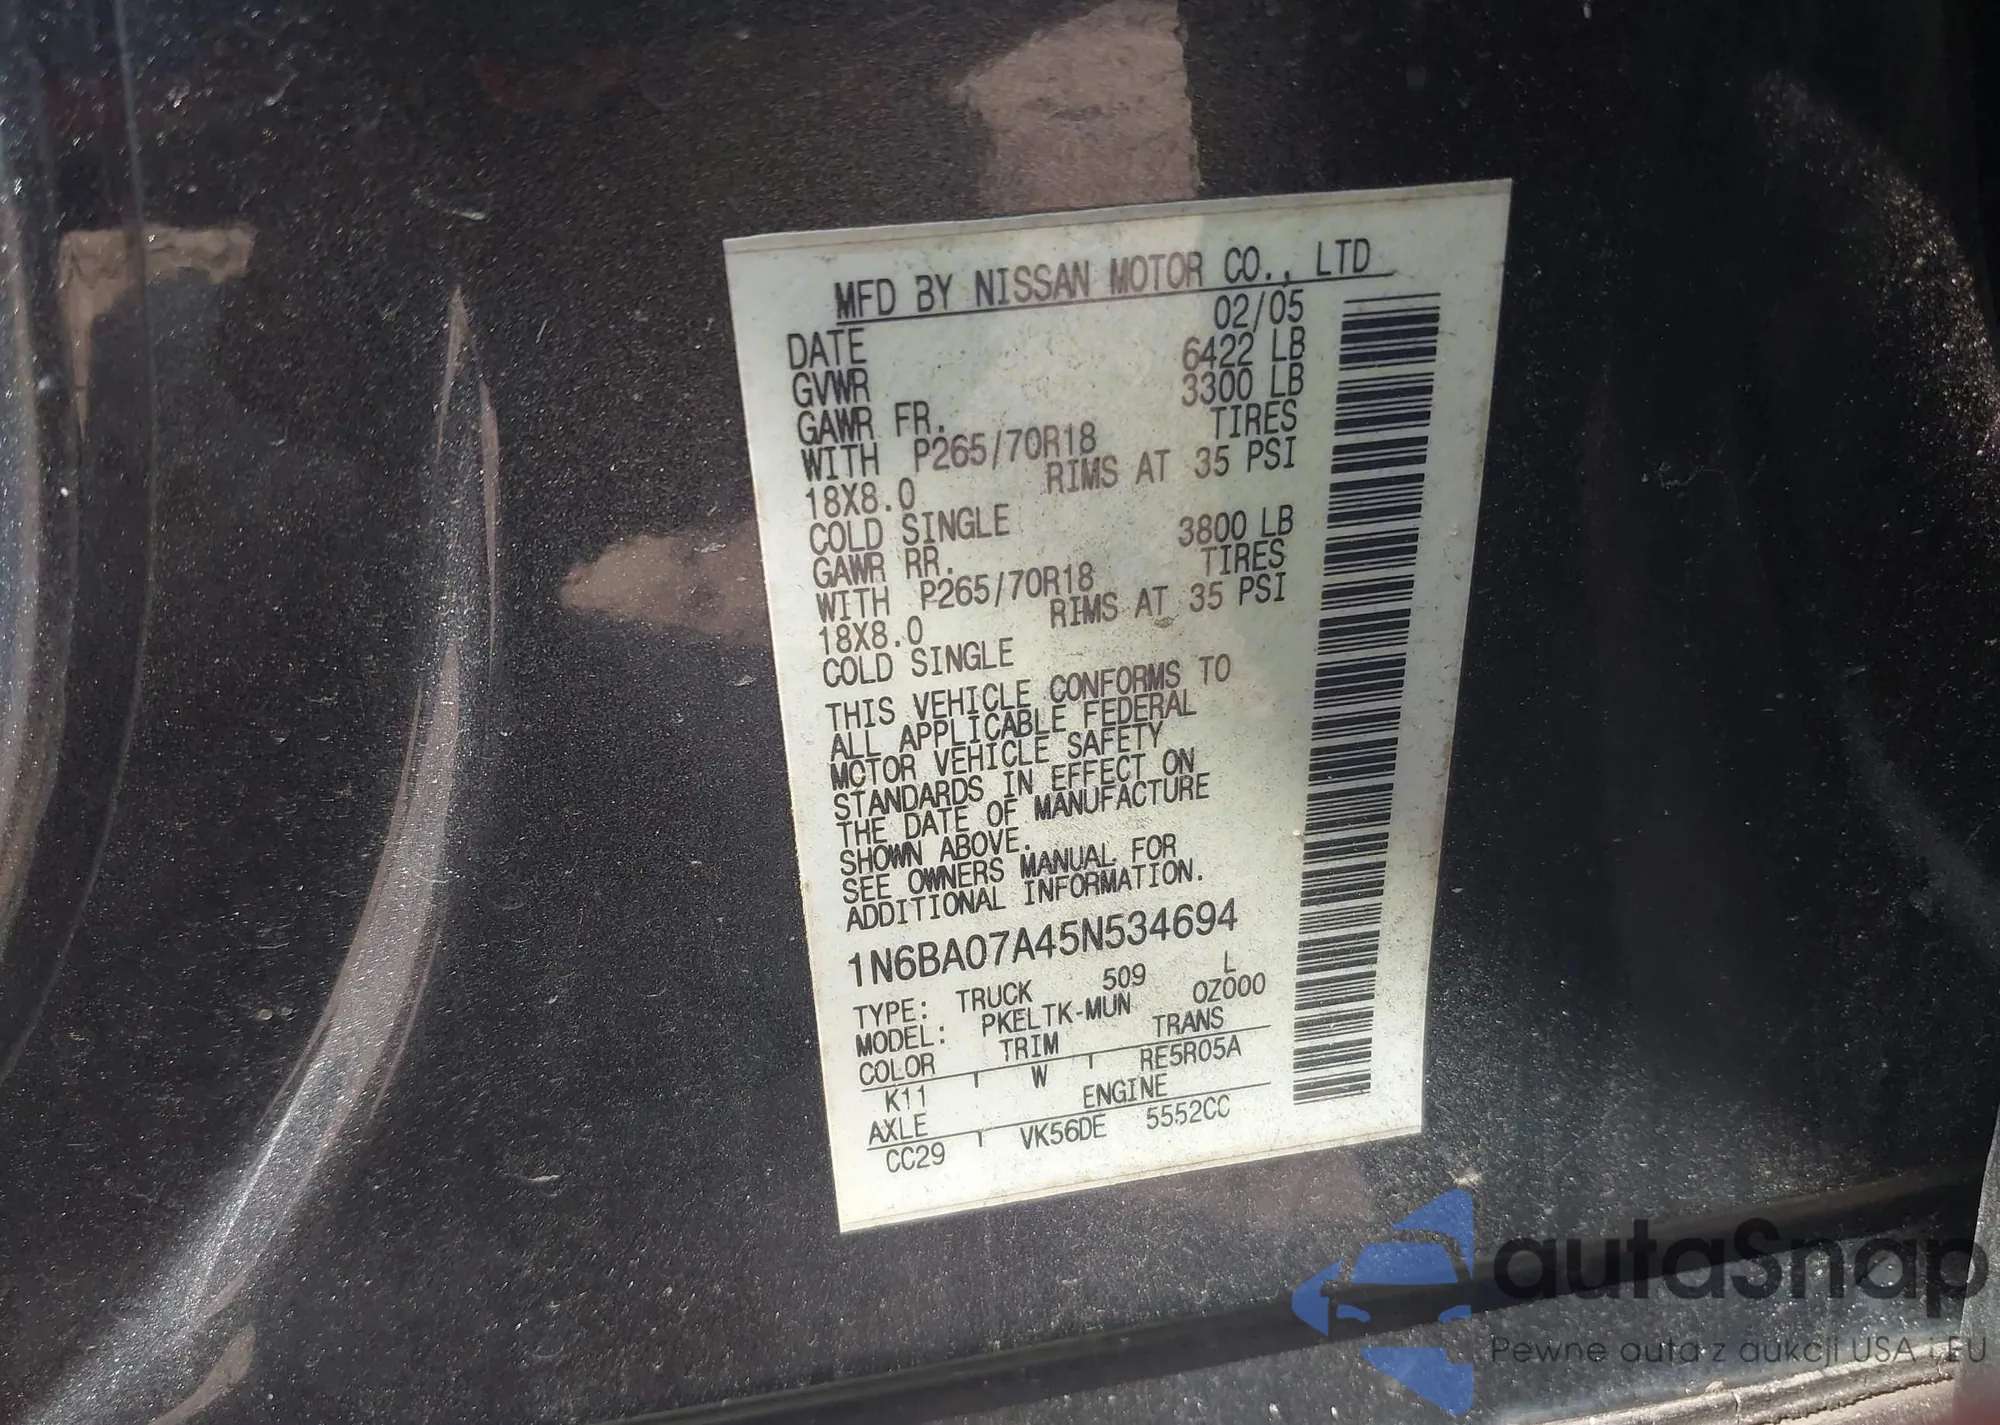 MFD BY NISSAN MOTOR CO., LTD
DATE 02/05
GVWR 6422 LB
GAWR FR. 3300 LB
WITH P265/70R18 TIRES
18X8.0 RIMS AT 35 PSI
COLD SINGLE
GAWR RR. 3800 LB
WITH P265/70R18 TIRES
18X8.0 RIMS AT 35 PSI
COLD SINGLE
THIS VEHICLE CONFORMS TO
ALL APPLICABLE FEDERAL
MOTOR VEHICLE SAFETY
STANDARDS IN EFFECT ON
THE DATE OF MANUFACTURE
SHOWN ABOVE.
SEE OWNERS MANUAL FOR
ADDITIONAL INFORMATION.
1N6BA07A45N534694
TYPE: TRUCK 509 L
MODEL: PKELTK-MUN 0Z000
COLOR TRIM TRANS
K11 W RE5R05A
AXLE ENGINE
CC29 VK56DE 5552CC
autaSnap
Pewne auta z aukcji USA i EU